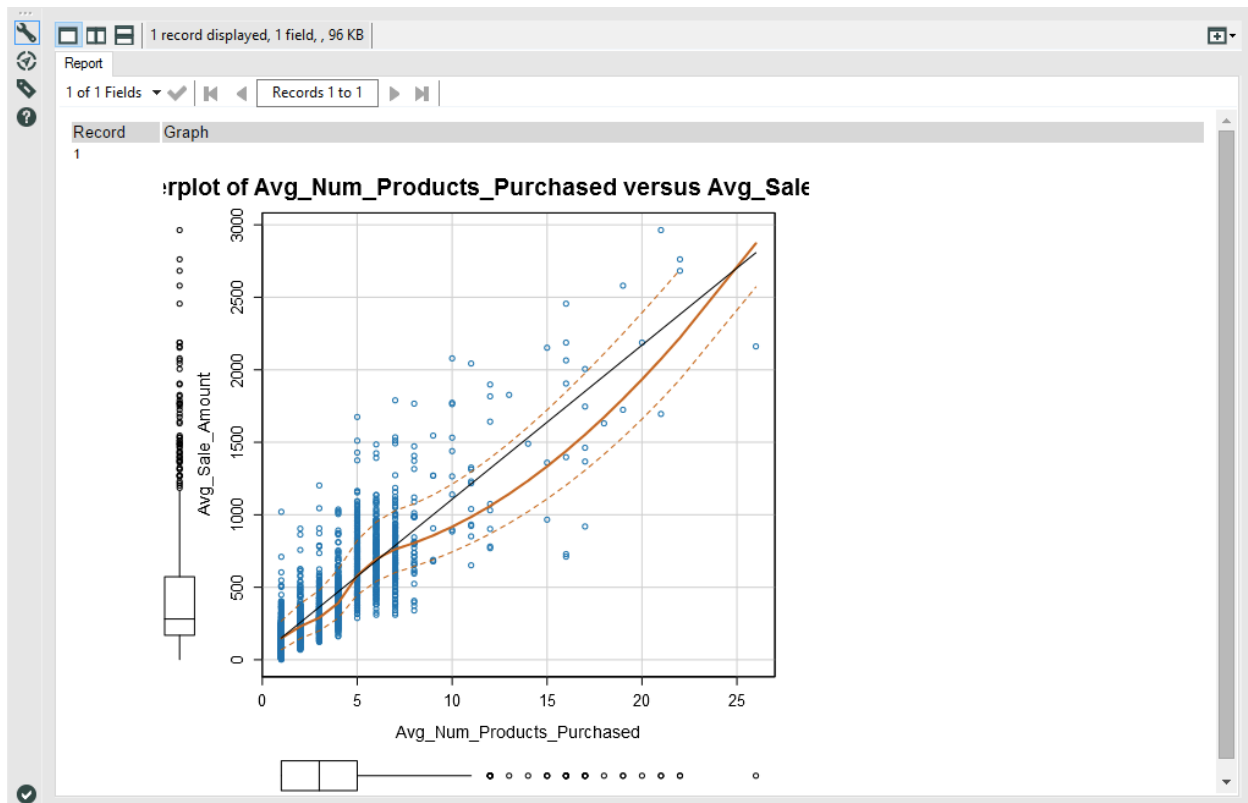 1 record displayed, 1 field, , 96 KB
Report
1 of 1 Fields
Records 1 to 1
Record Graph
1
erplot of Avg_Num_Products_Purchased versus Avg_Sale
3000
2500
2000
1500
1000
500
0
Avg_Sale_Amount
0 5 10 15 20 25
Avg_Num_Products_Purchased